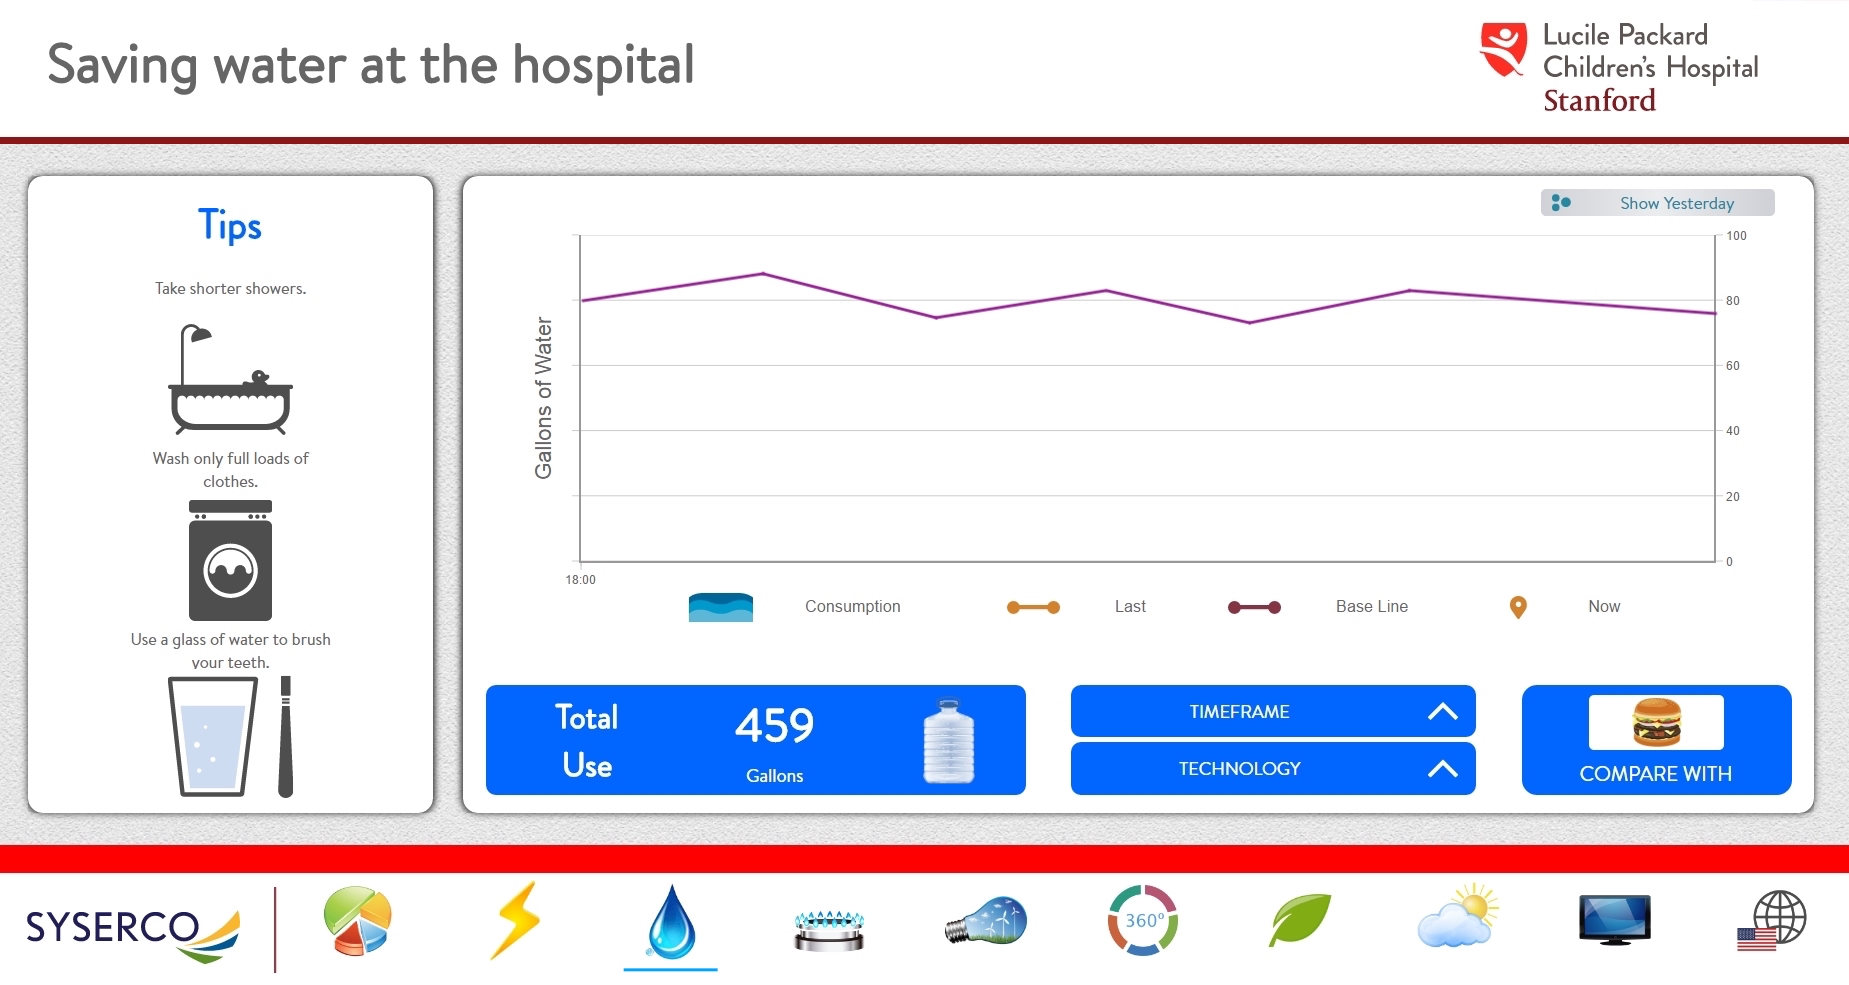 Saving water at the hospital
Lucile Packard
Children's Hospital
Stanford
Tips
Take shorter showers.
Wash only full loads of
clothes.
Use a glass of water to brush
your teeth.
Show Yesterday
100
80
60
40
20
0
Gallons of Water
18:00
Consumption
Last
Base Line
Now
Total
Use
459
Gallons
TIMEFRAME
TECHNOLOGY
COMPARE WITH
SYSERCO
360°